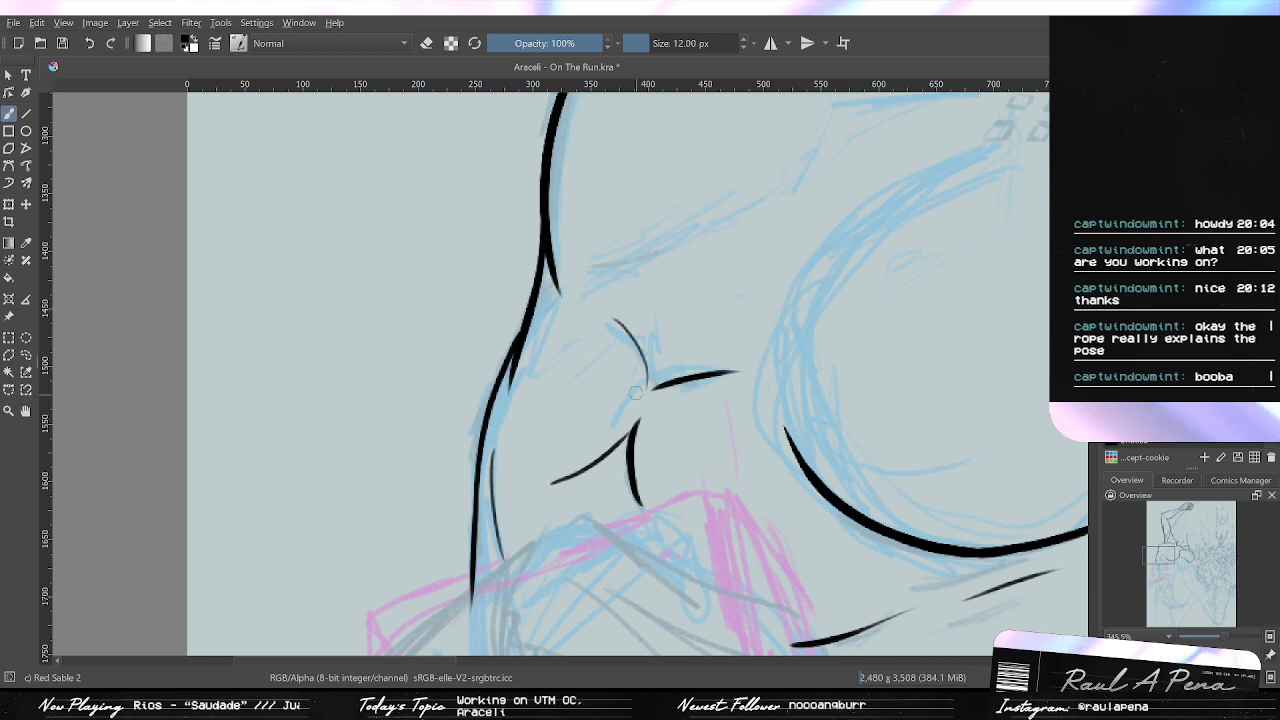 File Edit View Image Layer Select Filter Tools Settings Window Help
Normal Opacity: 100% Size: 12.00 px
Araceli - On The Run.kra *
0 50 100 150 200 250 300 350 400 450 500 550 600 650 700
1300
1350
1400
1450
1500
1550
1600
1650
1700
1750
captwindowmint: howdy 20:04
captwindowmint: what 20:05
are you working on?
captwindowmint: nice 20:12
thanks
captwindowmint: okay the
rope really explains the
pose
captwindowmint: booba
...cept-cookie
Overview Recorder Comics Manager
Overview
345.5%
c) Red Sable 2
RGB/Alpha (8-bit integer/channel) sRGB-elle-V2-srgbtrc.icc
2,480 x 3,508 (384.1 MiB)
Raul A Pena
Now Playing Rios - “Saudade” /// Ju
Today's Topic Working on VTM OC,
Araceli
Newest Follower nooonaburr
Instagram: @raulapena